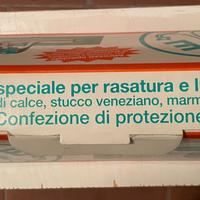 speciale per rasatura e l
di calce, stucco veneziano, marm
Confezione di protezione